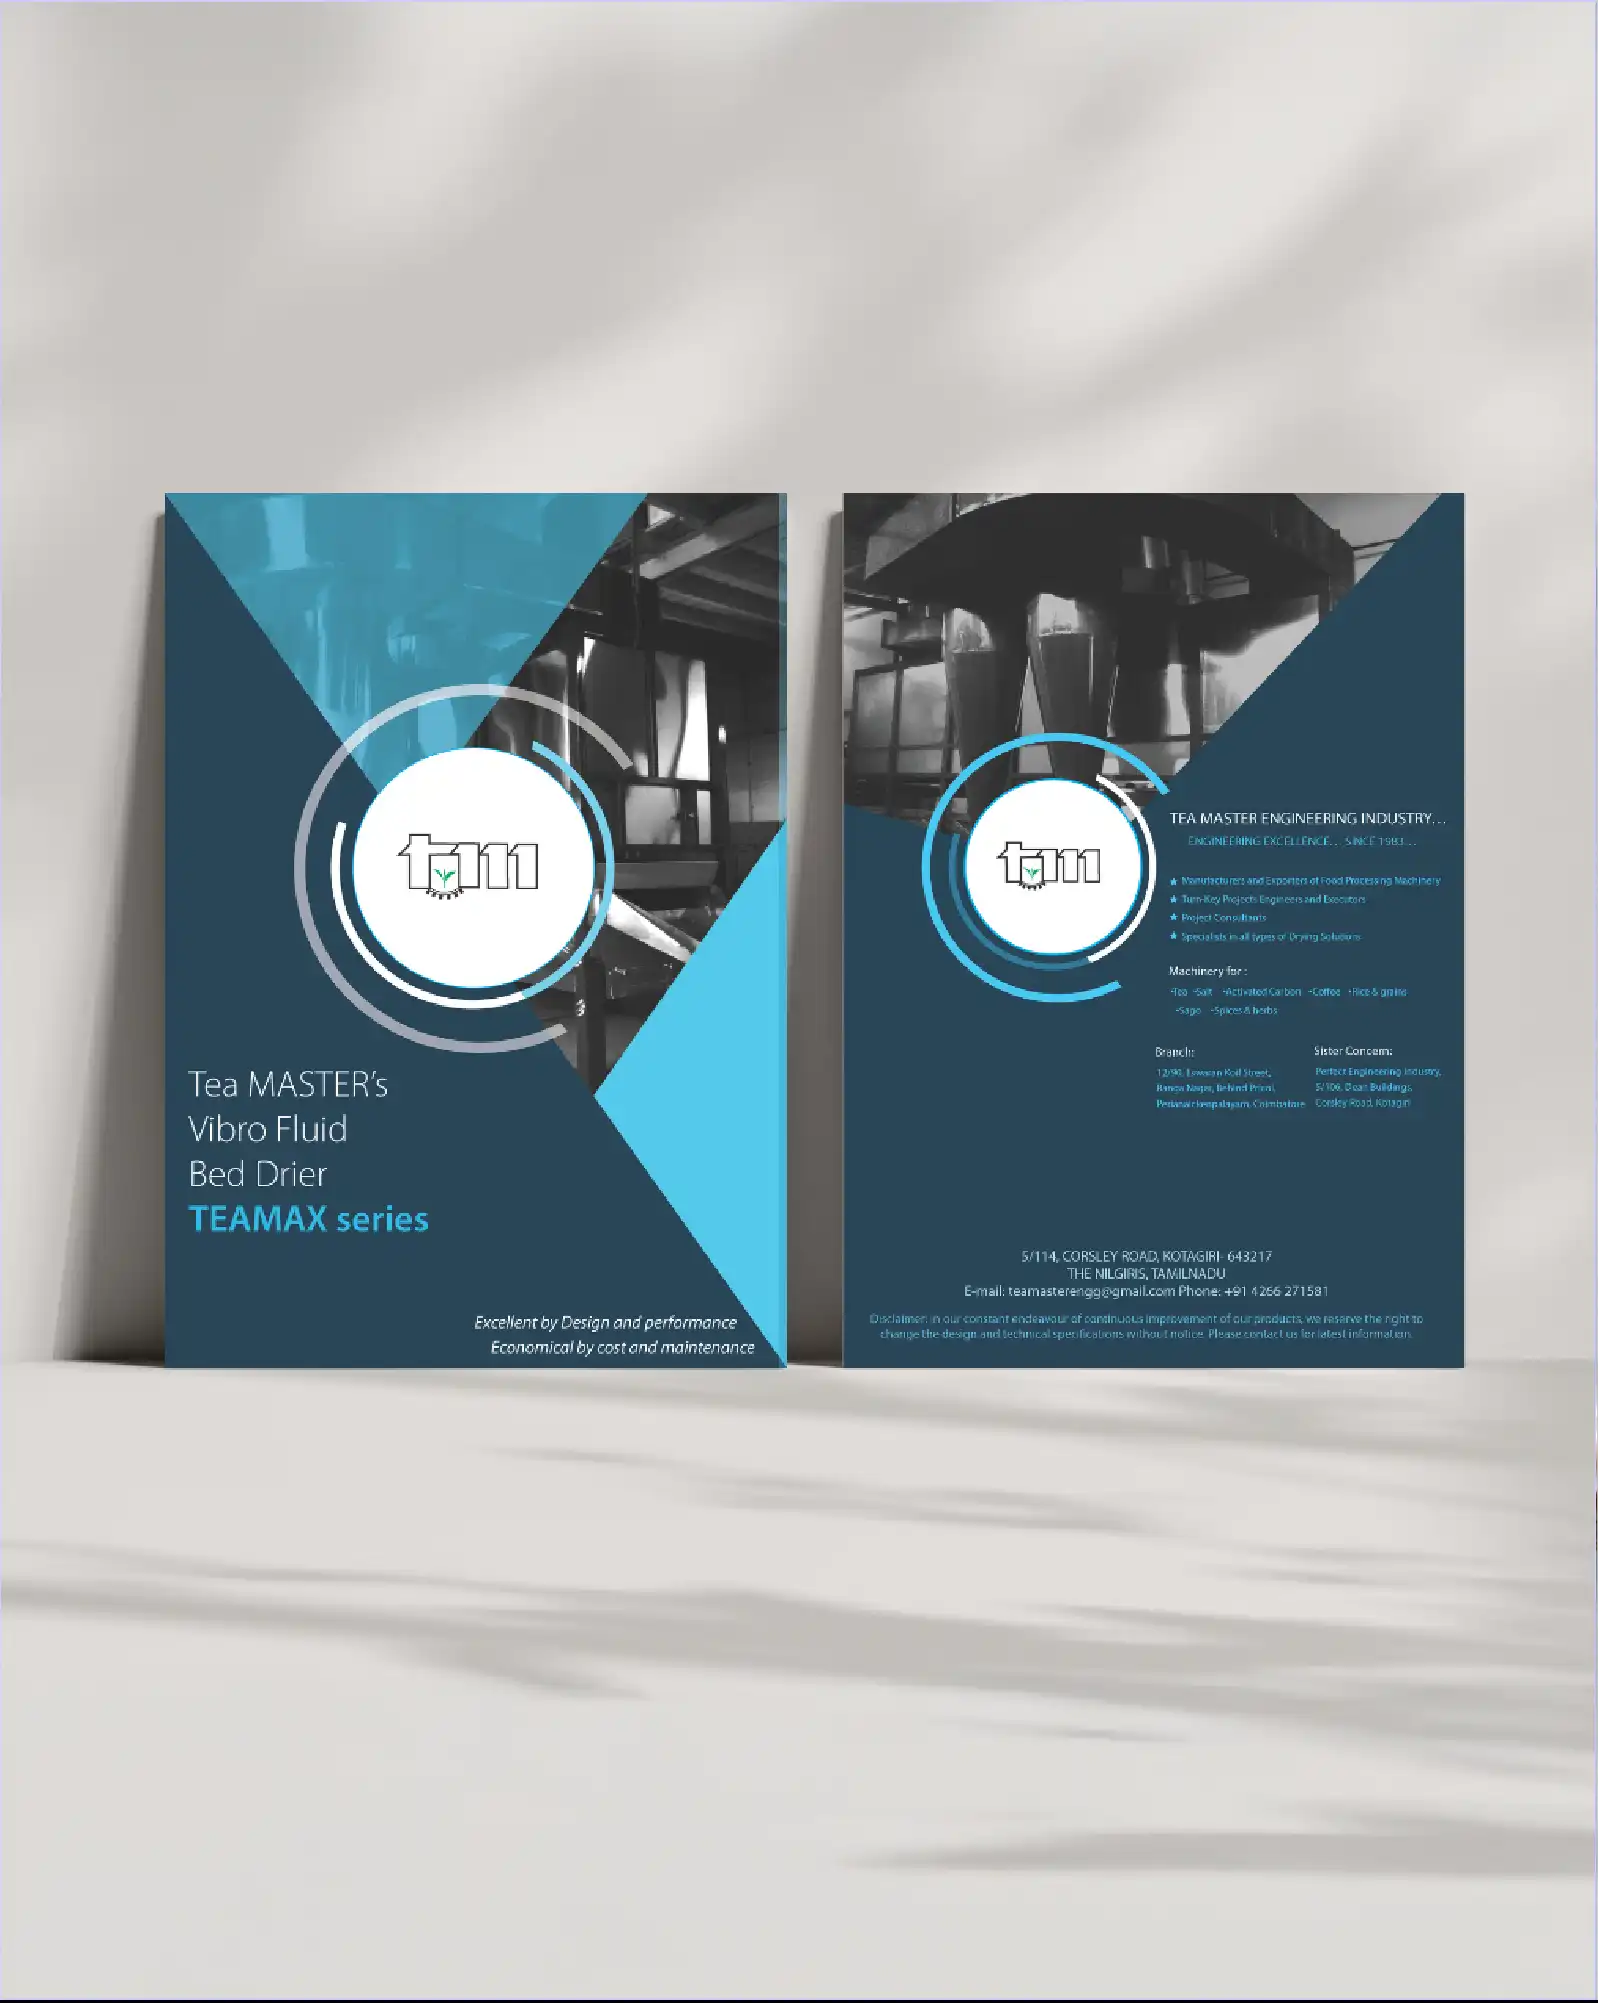 tm
Tea MASTER's
Vibro Fluid
Bed Drier
TEAMAX series
Excellent by Design and performance
Economical by cost and maintenance
tm
TEA MASTER ENGINEERING INDUSTRY...
ENGINEERING EXCELLENCE... SINCE 1983...
★ Manufacturers and Exporters of Food Processing Machinery
★ Turn-Key Projects Engineers and Executors
★ Project Consultants
★ Specialists in all types of Drying Solutions
Machinery for :
•Tea •Salt •Activated Carbon •Coffee •Rice & grains
•Sago •Spices & herbs
Branch:
12/90, Eswaran Koil Street,
Nagar, Behind
Coimbatore
Sister Concern:
Perfect Engineering Industry,
5/106, Dean Buildings,
Corsley Road, Kotagiri
5/114, CORSLEY ROAD, KOTAGIRI- 643217
THE NILGIRIS, TAMILNADU
E-mail: teamasterengg@gmail.com Phone: +91 4266 271581
Disclaimer: in our constant endeavour of continuous improvement of our products, we reserve the right to
change the design and technical specifications without notice. Please contact us for latest information.